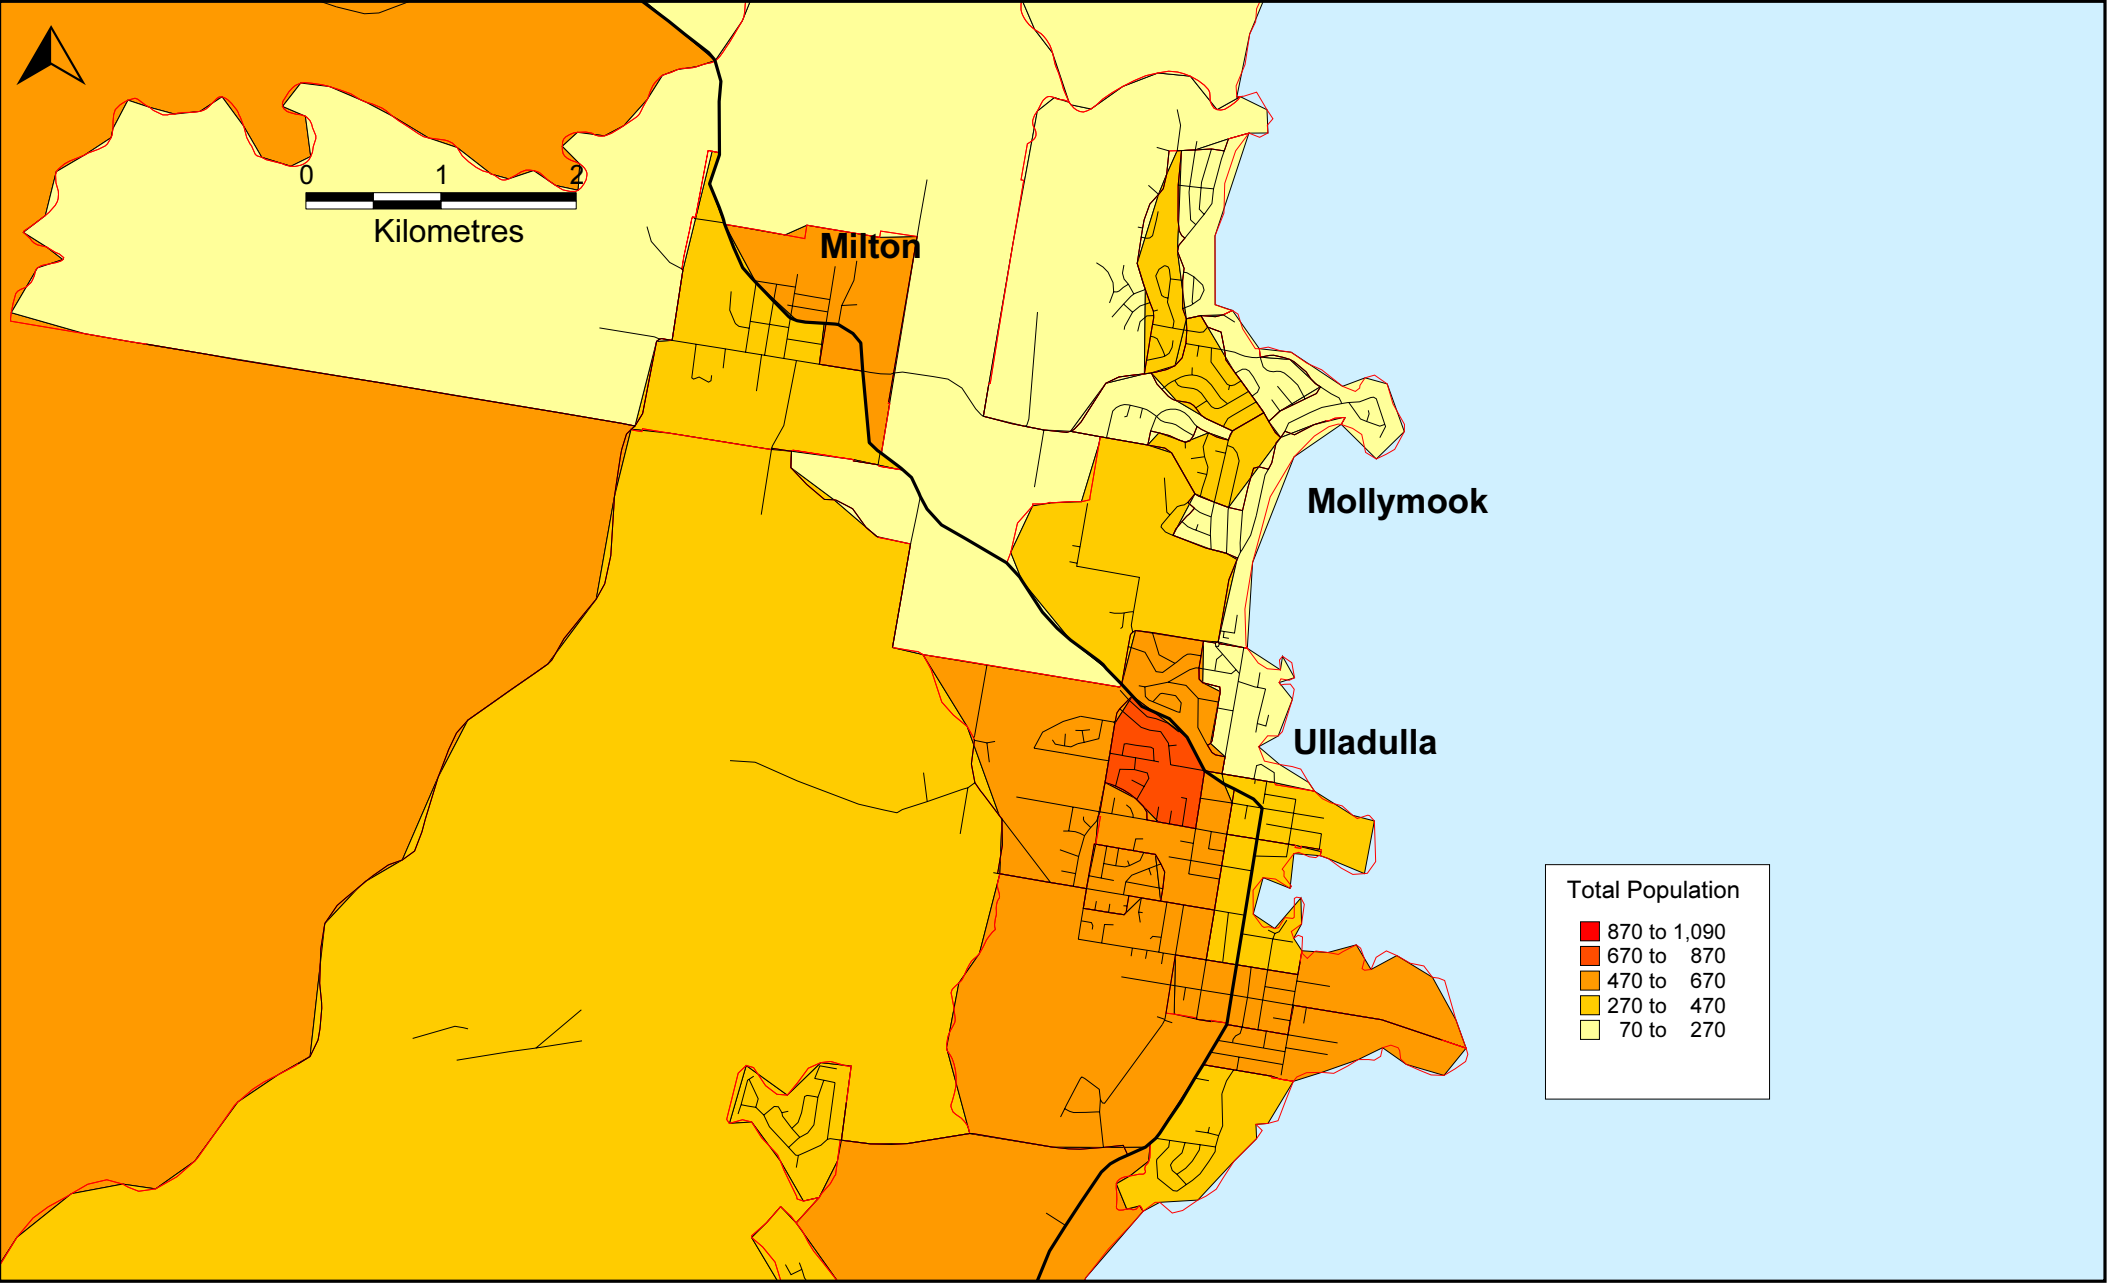 0 1 2
Kilometres
Milton
Mollymook
Ulladulla
Total Population
870 to 1,090
670 to 870
470 to 670
270 to 470
70 to 270